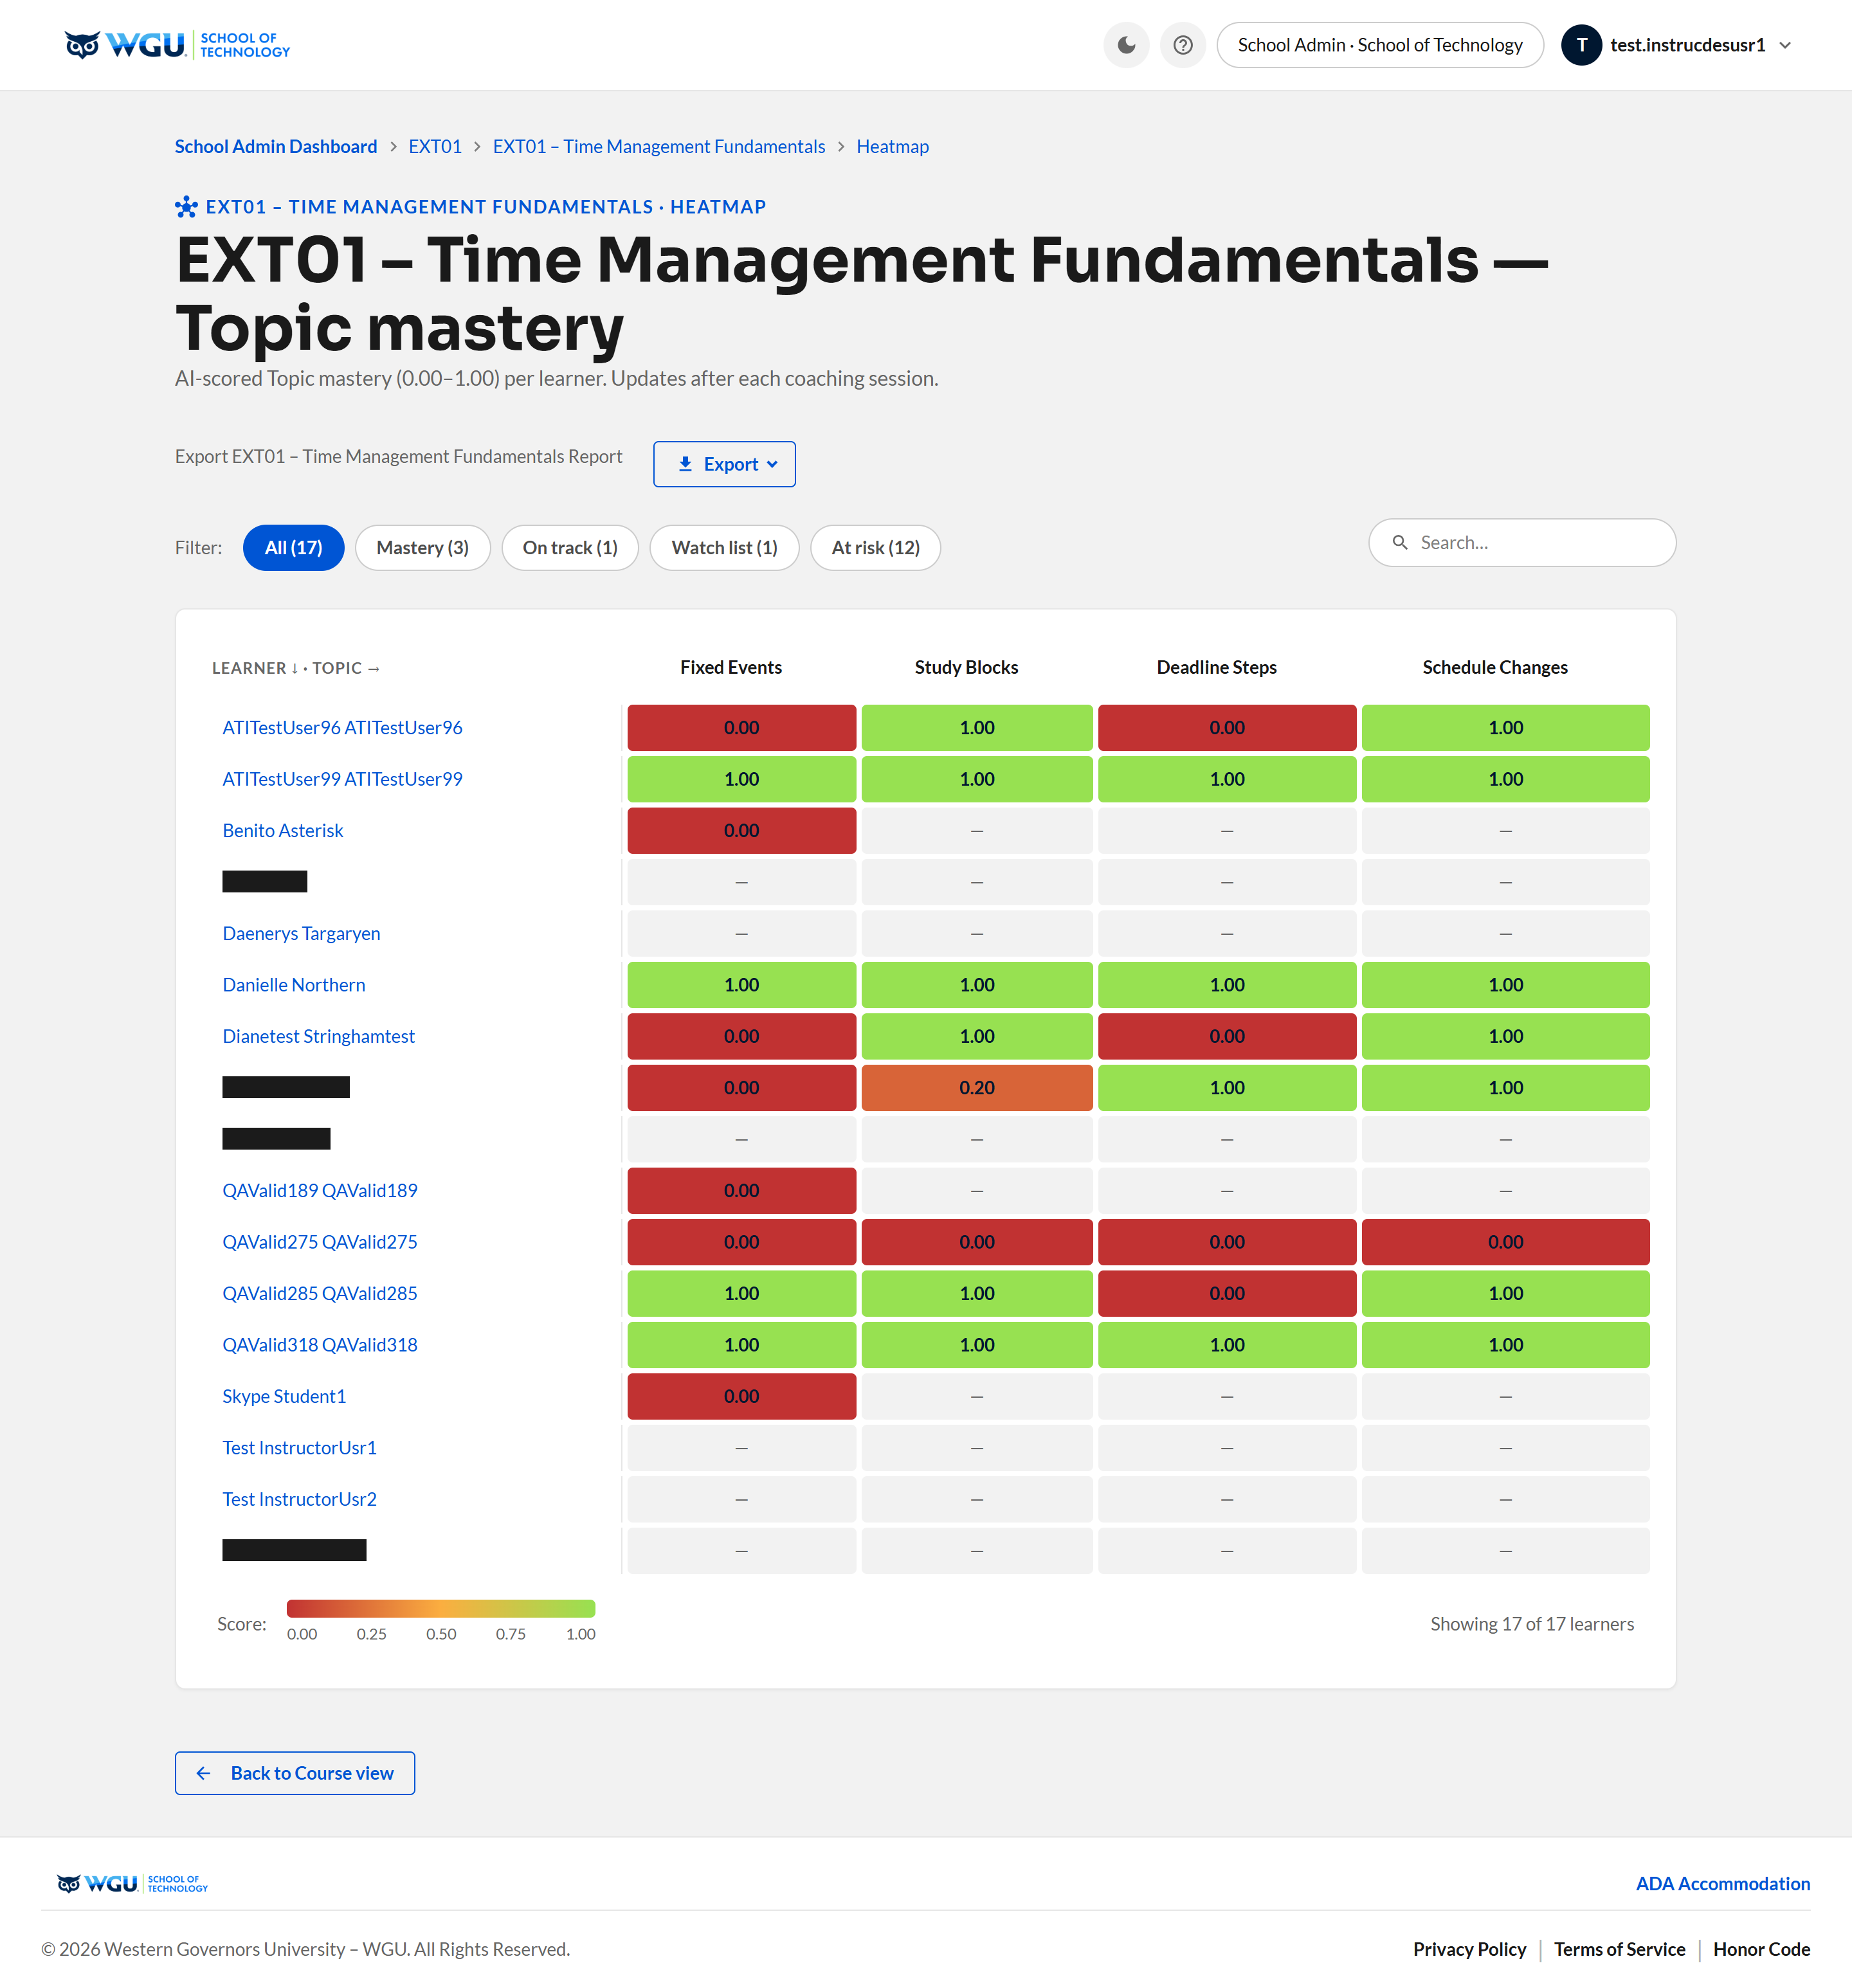 WGU SCHOOL OF
TECHNOLOGY
School Admin · School of Technology
T test.instrucdesusr1
School Admin Dashboard > EXT01 > EXT01 – Time Management Fundamentals > Heatmap
EXT01 – TIME MANAGEMENT FUNDAMENTALS · HEATMAP
EXT01 – Time Management Fundamentals —
Topic mastery
AI-scored Topic mastery (0.00–1.00) per learner. Updates after each coaching session.
Export EXT01 – Time Management Fundamentals Report Export
Filter: All (17) Mastery (3) On track (1) Watch list (1) At risk (12) Search...
LEARNER ↓ · TOPIC → Fixed Events Study Blocks Deadline Steps Schedule Changes
ATITestUser96 ATITestUser96 0.00 1.00 0.00 1.00
ATITestUser99 ATITestUser99 1.00 1.00 1.00 1.00
Benito Asterisk 0.00 — — —
— — — —
Daenerys Targaryen — — — —
Danielle Northern 1.00 1.00 1.00 1.00
Dianetest Stringhamtest 0.00 1.00 0.00 1.00
0.00 0.20 1.00 1.00
— — — —
QAValid189 QAValid189 0.00 — — —
QAValid275 QAValid275 0.00 0.00 0.00 0.00
QAValid285 QAValid285 1.00 1.00 0.00 1.00
QAValid318 QAValid318 1.00 1.00 1.00 1.00
Skype Student1 0.00 — — —
Test InstructorUsr1 — — — —
Test InstructorUsr2 — — — —
— — — —
Score: 0.00 0.25 0.50 0.75 1.00 Showing 17 of 17 learners
← Back to Course view
WGU SCHOOL OF
TECHNOLOGY
ADA Accommodation
© 2026 Western Governors University – WGU. All Rights Reserved. Privacy Policy | Terms of Service | Honor Code